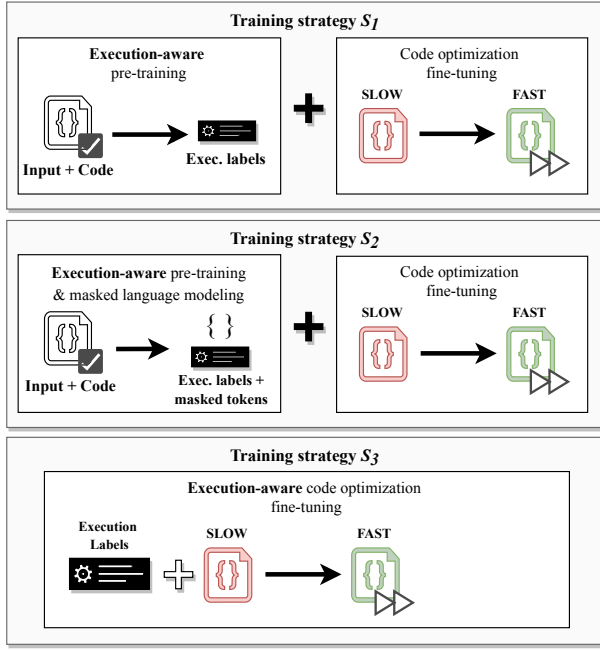 Training strategy S1
Execution-aware
pre-training
Input + Code
Exec. labels
Code optimization
fine-tuning
SLOW
FAST
Training strategy S2
Execution-aware pre-training
& masked language modeling
{ }
Input + Code
Exec. labels +
masked tokens
Code optimization
fine-tuning
SLOW
FAST
Training strategy S3
Execution-aware code optimization
fine-tuning
Execution
Labels
SLOW
FAST